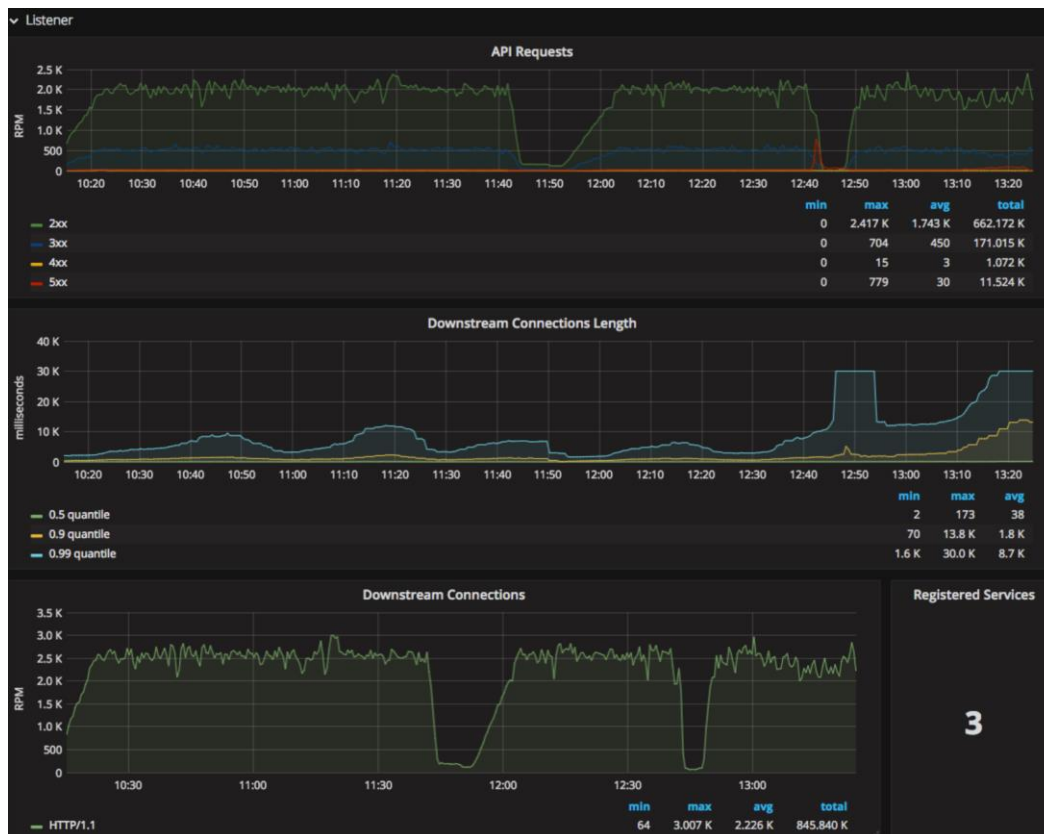 Listener
API Requests
2.5 K
2.0 K
1.5 K
1.0 K
500
0
RPM
10:20 10:30 10:40 10:50 11:00 11:10 11:20 11:30 11:40 11:50 12:00 12:10 12:20 12:30 12:40 12:50 13:00 13:10 13:20
min max avg total
2xx 0 2.417 K 1.743 K 662.172 K
3xx 0 704 450 171.015 K
4xx 0 15 3 1.072 K
5xx 0 779 30 11.524 K
Downstream Connections Length
40 K
30 K
20 K
10 K
0
milliseconds
10:20 10:30 10:40 10:50 11:00 11:10 11:20 11:30 11:40 11:50 12:00 12:10 12:20 12:30 12:40 12:50 13:00 13:10 13:20
min max avg
0.5 quantile 2 173 38
0.9 quantile 70 13.8 K 1.8 K
0.99 quantile 1.6 K 30.0 K 8.7 K
Downstream Connections
3.5 K
3.0 K
2.5 K
2.0 K
1.5 K
1.0 K
500
0
RPM
10:30 11:00 11:30 12:00 12:30 13:00
min max avg total
HTTP/1.1 64 3.007 K 2.226 K 845.840 K
Registered Services
3